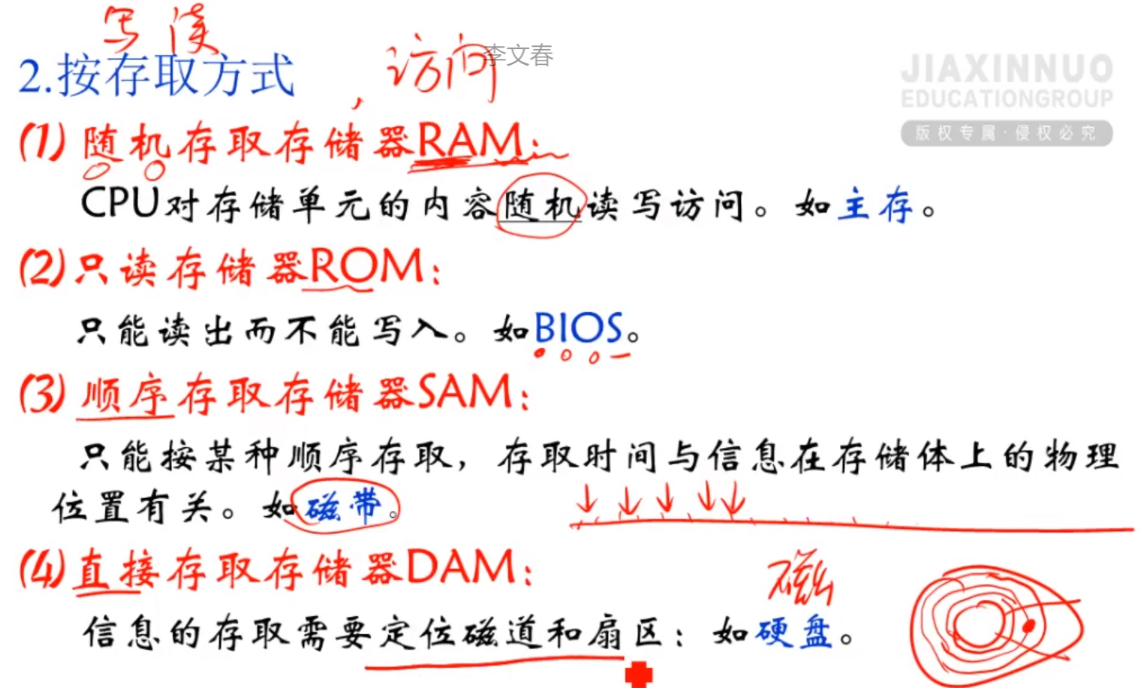 写 读
李文春
2.按存取方式 , 访问
JIAXINNUO
EDUCATIONGROUP
版权专属·侵权必究
(1) 随机存取存储器RAM:
CPU对存储单元的内容随机读写访问。如主存。
(2) 只读存储器ROM:
只能读出而不能写入。如BIOS。
(3) 顺序存取存储器SAM:
只能按某种顺序存取，存取时间与信息在存储体上的物理
位置有关。如磁带。
(4) 直接存取存储器DAM:
磁
信息的存取需要定位磁道和扇区：如硬盘。